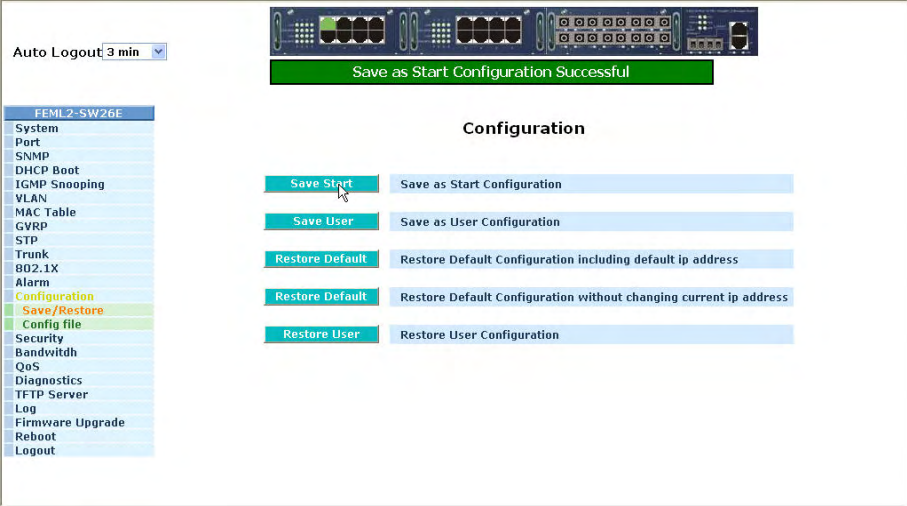 Auto Logout 3 min
Save as Start Configuration Successful
FEML2-SW26E
System
Port
SNMP
DHCP Boot
IGMP Snooping
VLAN
MAC Table
GVRP
STP
Trunk
802.1X
Alarm
Configuration
Save/Restore
Config file
Security
Bandwitdh
QoS
Diagnostics
TFTP Server
Log
Firmware Upgrade
Reboot
Logout
Configuration
Save Start Save as Start Configuration
Save User Save as User Configuration
Restore Default Restore Default Configuration including default ip address
Restore Default Restore Default Configuration without changing current ip address
Restore User Restore User Configuration